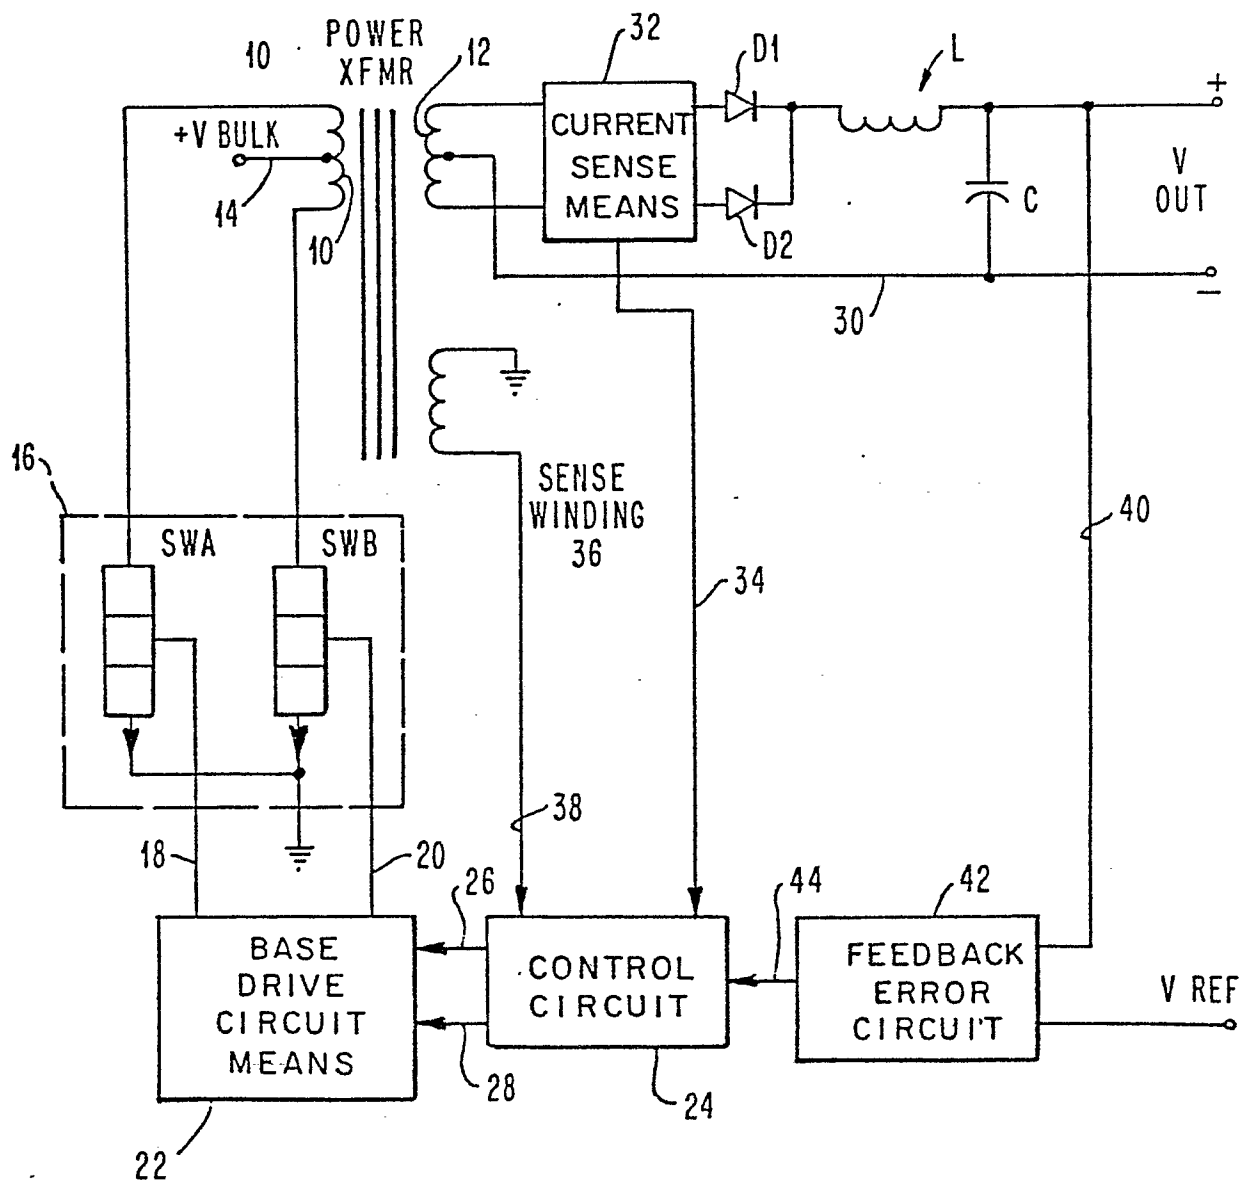 POWER
XFMR
10
12
32
D1
L
+
+V BULK
14
10
CURRENT
SENSE
MEANS
D2
C
V
OUT
30
−
16
SWA
SWB
SENSE
WINDING
36
34
40
38
18
20
26
44
42
BASE
DRIVE
CIRCUIT
MEANS
CONTROL
CIRCUIT
FEEDBACK
ERROR
CIRCUIT
V REF
28
24
22